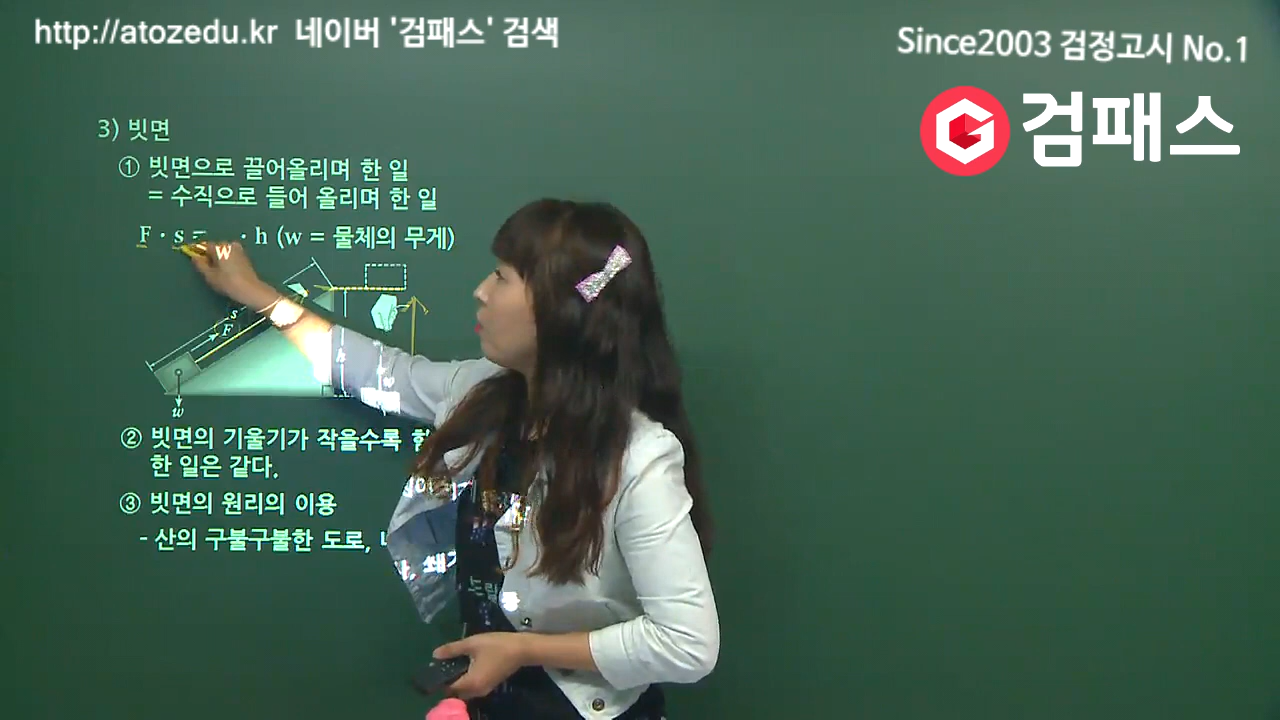 http://atozedu.kr 네이버 '검패스' 검색
Since2003 검정고시 No.1
검패스
3) 빗면
① 빗면으로 끌어올리며 한 일
= 수직으로 들어 올리며 한 일
F · s = w · h (w = 물체의 무게)
s
F
h
w
w
② 빗면의 기울기가 작을수록
한 일은 같다.
③ 빗면의 원리의 이용
- 산의 구불구불한 도로,